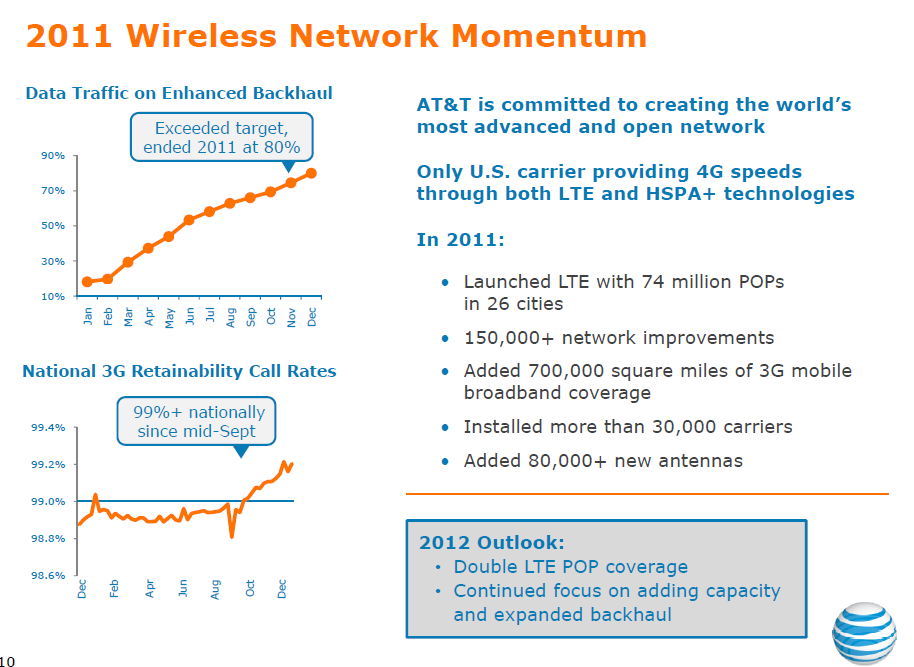 2011 Wireless Network Momentum
Data Traffic on Enhanced Backhaul
Exceeded target,
ended 2011 at 80%
90%
70%
50%
30%
10%
Jan
Feb
Mar
Apr
May
Jun
Jul
Aug
Sep
Oct
Nov
Dec
National 3G Retainability Call Rates
99%+ nationally
since mid-Sept
99.4%
99.2%
99.0%
98.8%
98.6%
Dec
Feb
Apr
Jun
Aug
Oct
Dec
AT&T is committed to creating the world’s
most advanced and open network
Only U.S. carrier providing 4G speeds
through both LTE and HSPA+ technologies
In 2011:
• Launched LTE with 74 million POPs
in 26 cities
• 150,000+ network improvements
• Added 700,000 square miles of 3G mobile
broadband coverage
• Installed more than 30,000 carriers
• Added 80,000+ new antennas
2012 Outlook:
• Double LTE POP coverage
• Continued focus on adding capacity
and expanded backhaul
10